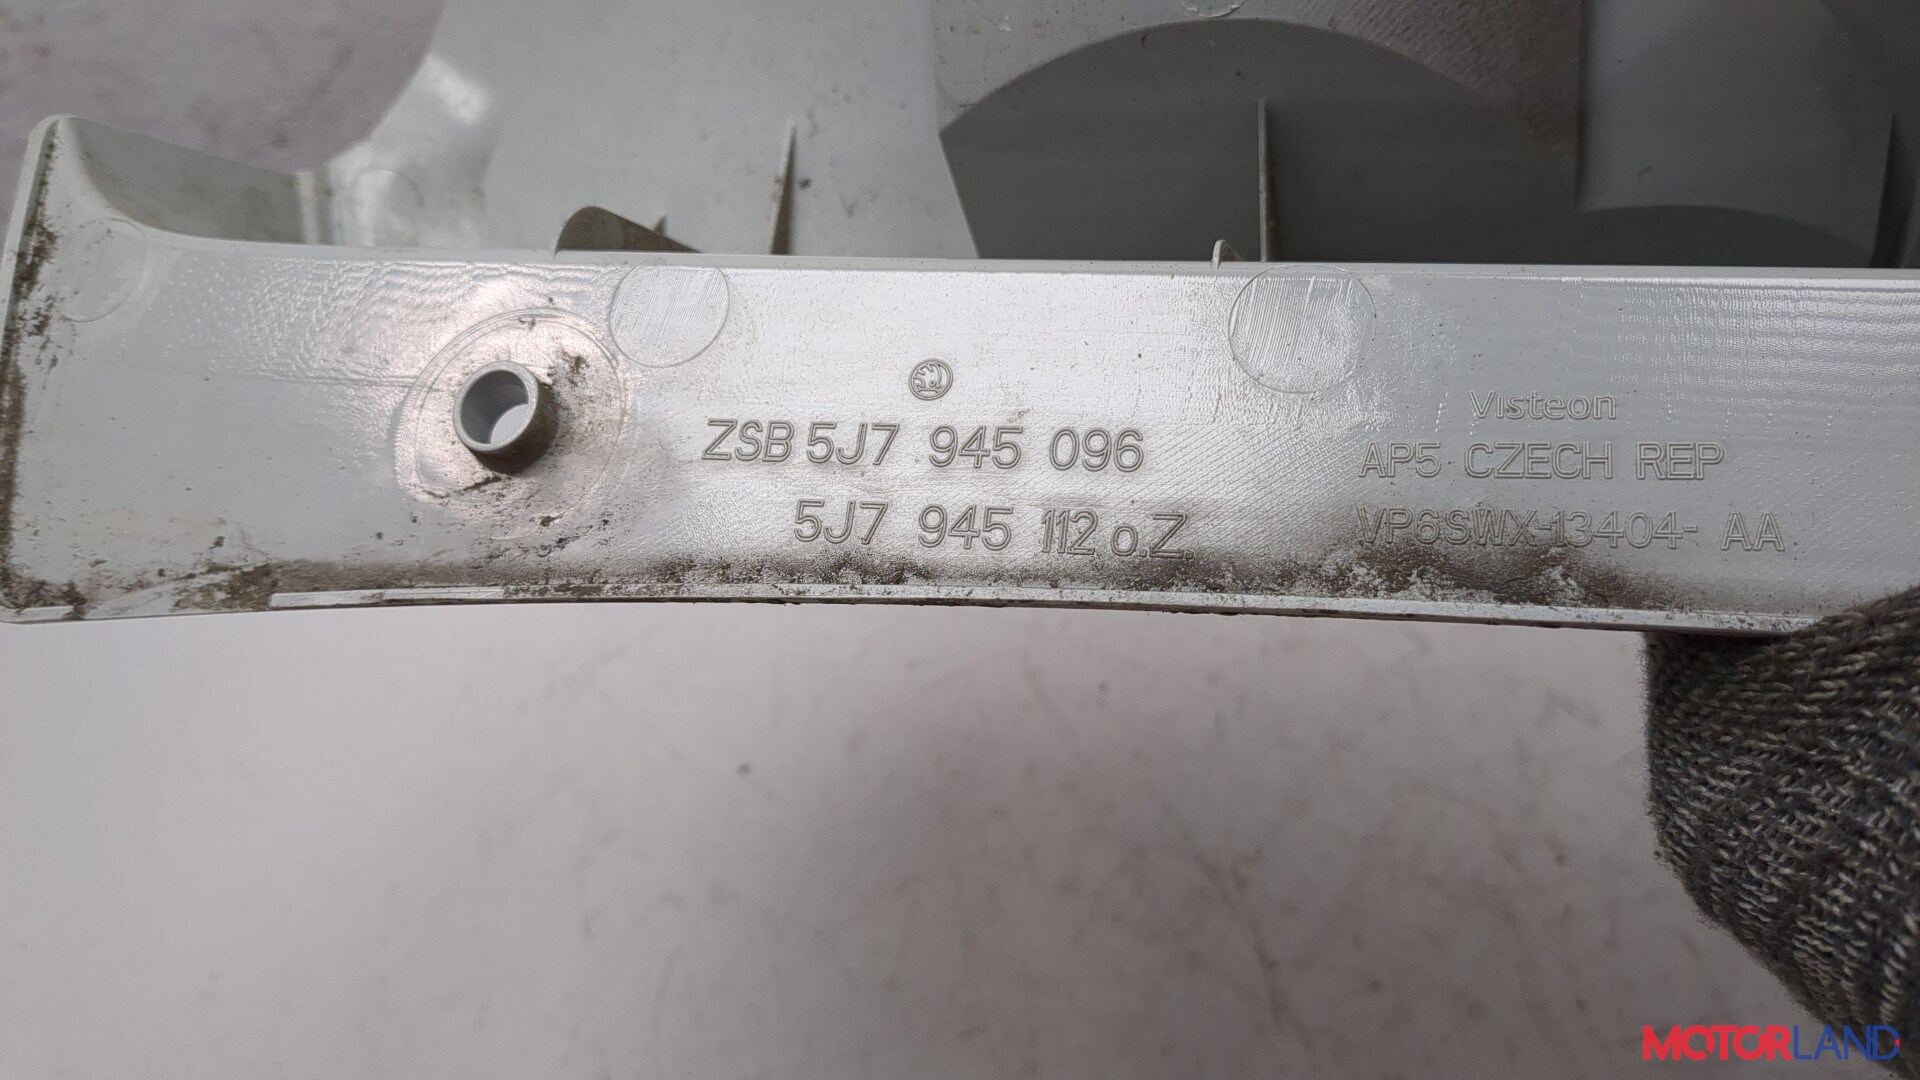 ZSB 5J7 945 096
5J7 945 112 o.Z.
Visteon
AP5 CZECH REP
VP6SWX-13404-AA
MOTORLAND